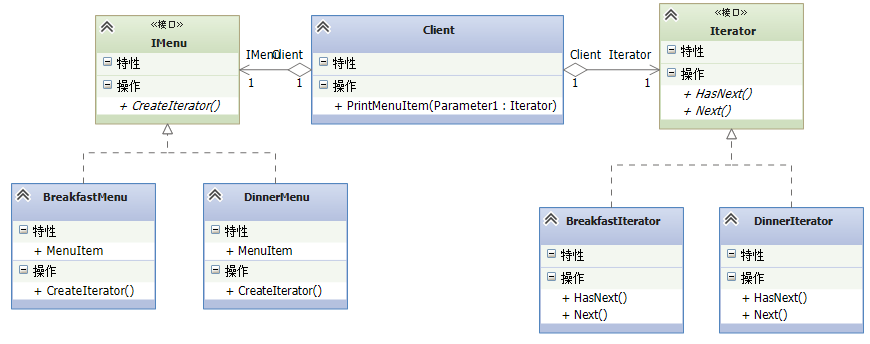 «接口»
IMenu
特性
操作
+ CreateIterator()
IMenu
Client
1
1
Client
特性
操作
+ PrintMenuItem(Parameter1 : Iterator)
Client
Iterator
1
1
«接口»
Iterator
特性
操作
+ HasNext()
+ Next()
BreakfastMenu
特性
+ MenuItem
操作
+ CreateIterator()
DinnerMenu
特性
+ MenuItem
操作
+ CreateIterator()
BreakfastIterator
特性
操作
+ HasNext()
+ Next()
DinnerIterator
特性
操作
+ HasNext()
+ Next()